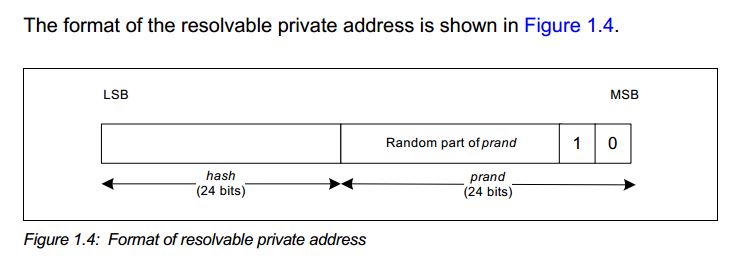 The format of the resolvable private address is shown in Figure 1.4.
LSB MSB
Random part of prand 1 0
hash prand
(24 bits) (24 bits)
Figure 1.4: Format of resolvable private address